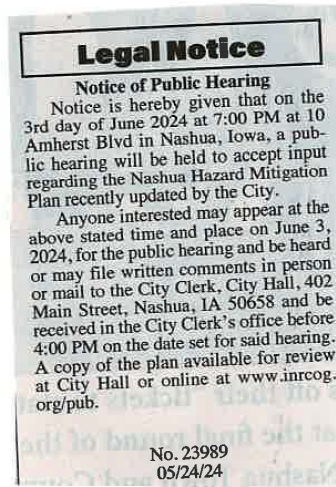 Legal Notice
Notice of Public Hearing
Notice is hereby given that on the
3rd day of June 2024 at 7:00 PM at 10
Amherst Blvd in Nashua, Iowa, a pub-
lic hearing will be held to accept input
regarding the Nashua Hazard Mitigation
Plan recently updated by the City.
Anyone interested may appear at the
above stated time and place on June 3,
2024, for the public hearing and be heard
or may file written comments in person
or mail to the City Clerk, City Hall, 402
Main Street, Nashua, IA 50658 and be
received in the City Clerk's office before
4:00 PM on the date set for said hearing.
A copy of the plan available for review
at City Hall or online at www.inrcog.
org/pub.
No. 23989
05/24/24